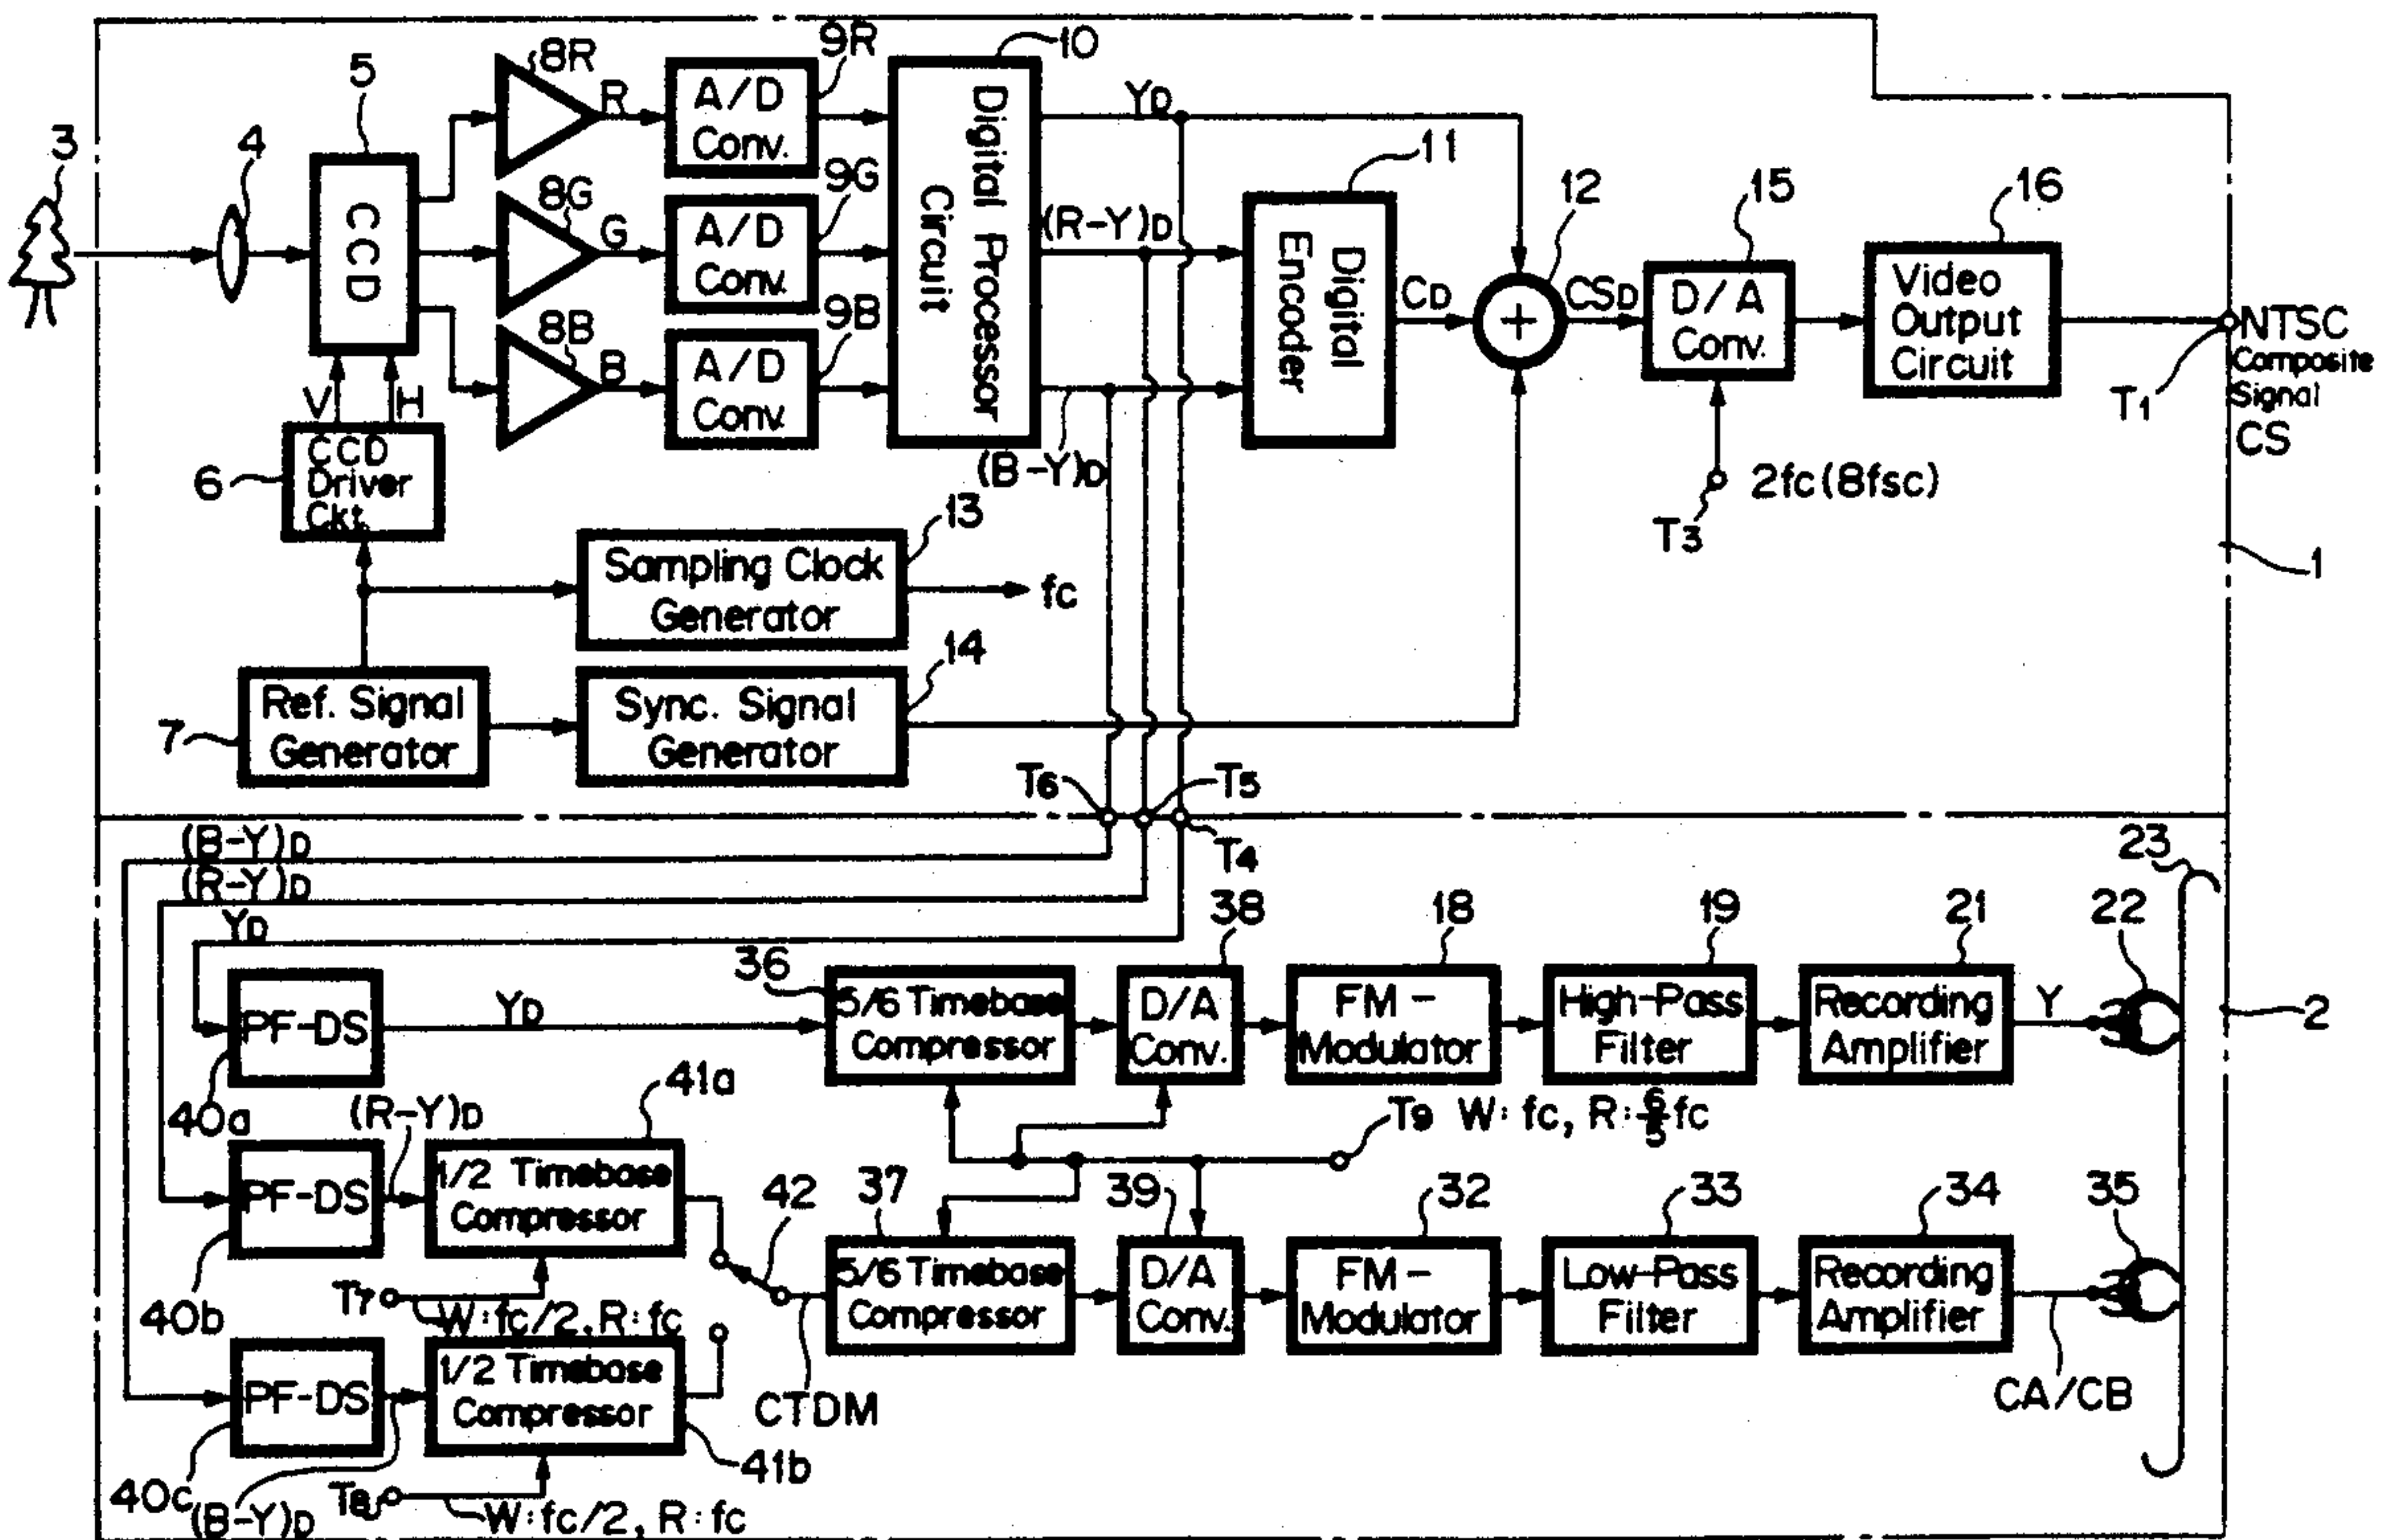 3
4
5
CCD
8R
R
8G
G
8B
B
9R
A/D
Conv.
9G
A/D
Conv.
9B
A/D
Conv.
10
Digital Processor
Circuit
YD
(R-Y)D
(B-Y)D
11
Digital
Encoder
CD
12
+
CSD
15
D/A
Conv.
16
Video
Output
Circuit
T1
NTSC
Composite
Signal
CS
T3
2fc(8fsc)
1
V
H
6
CCD
Driver
Ckt.
13
Sampling Clock
Generator
fc
7
Ref. Signal
Generator
14
Sync. Signal
Generator
T6
T5
T4
(B-Y)D
(R-Y)D
YD
PF-DS
40a
YD
36
5/6 Timebase
Compressor
38
D/A
Conv.
18
FM-
Modulator
19
High-Pass
Filter
21
Recording
Amplifier
Y
22
23
2
T9 W: fc, R: 6/5 fc
PF-DS
40b
(R-Y)D
41a
1/2 Timebase
Compressor
T7
W: fc/2, R: fc
42
CTDM
37
5/6 Timebase
Compressor
39
D/A
Conv.
32
FM-
Modulator
33
Low-Pass
Filter
34
Recording
Amplifier
35
CA/CB
PF-DS
40c
(B-Y)D
1/2 Timebase
Compressor
41b
T8
W: fc/2, R: fc